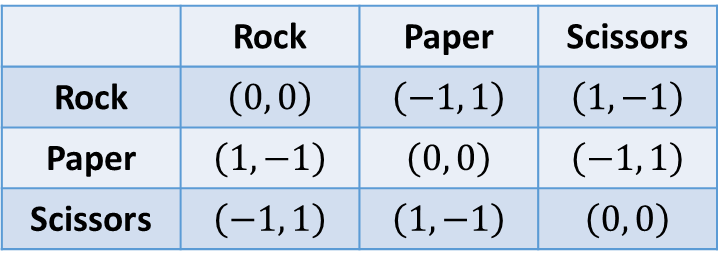 Rock Paper Scissors
Rock (0, 0) (−1, 1) (1, −1)
Paper (1, −1) (0, 0) (−1, 1)
Scissors (−1, 1) (1, −1) (0, 0)